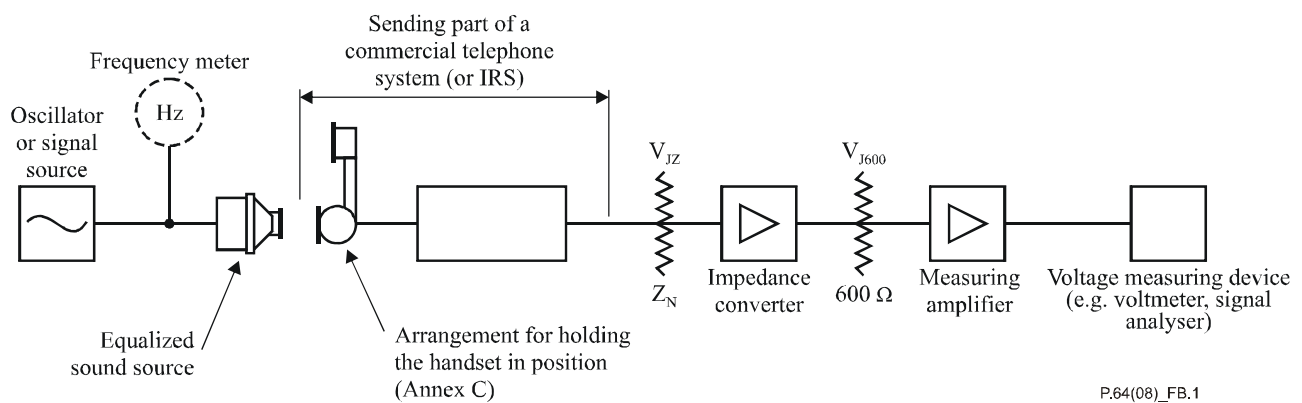 Sending part of a
commercial telephone
system (or IRS)
Frequency meter
Hz
Oscillator
or signal
source
V_JZ
V_J600
Z_N
600 Ω
Impedance
converter
Measuring
amplifier
Voltage measuring device
(e.g. voltmeter, signal
analyser)
Equalized
sound source
Arrangement for holding
the handset in position
(Annex C)
P.64(08)_FB.1